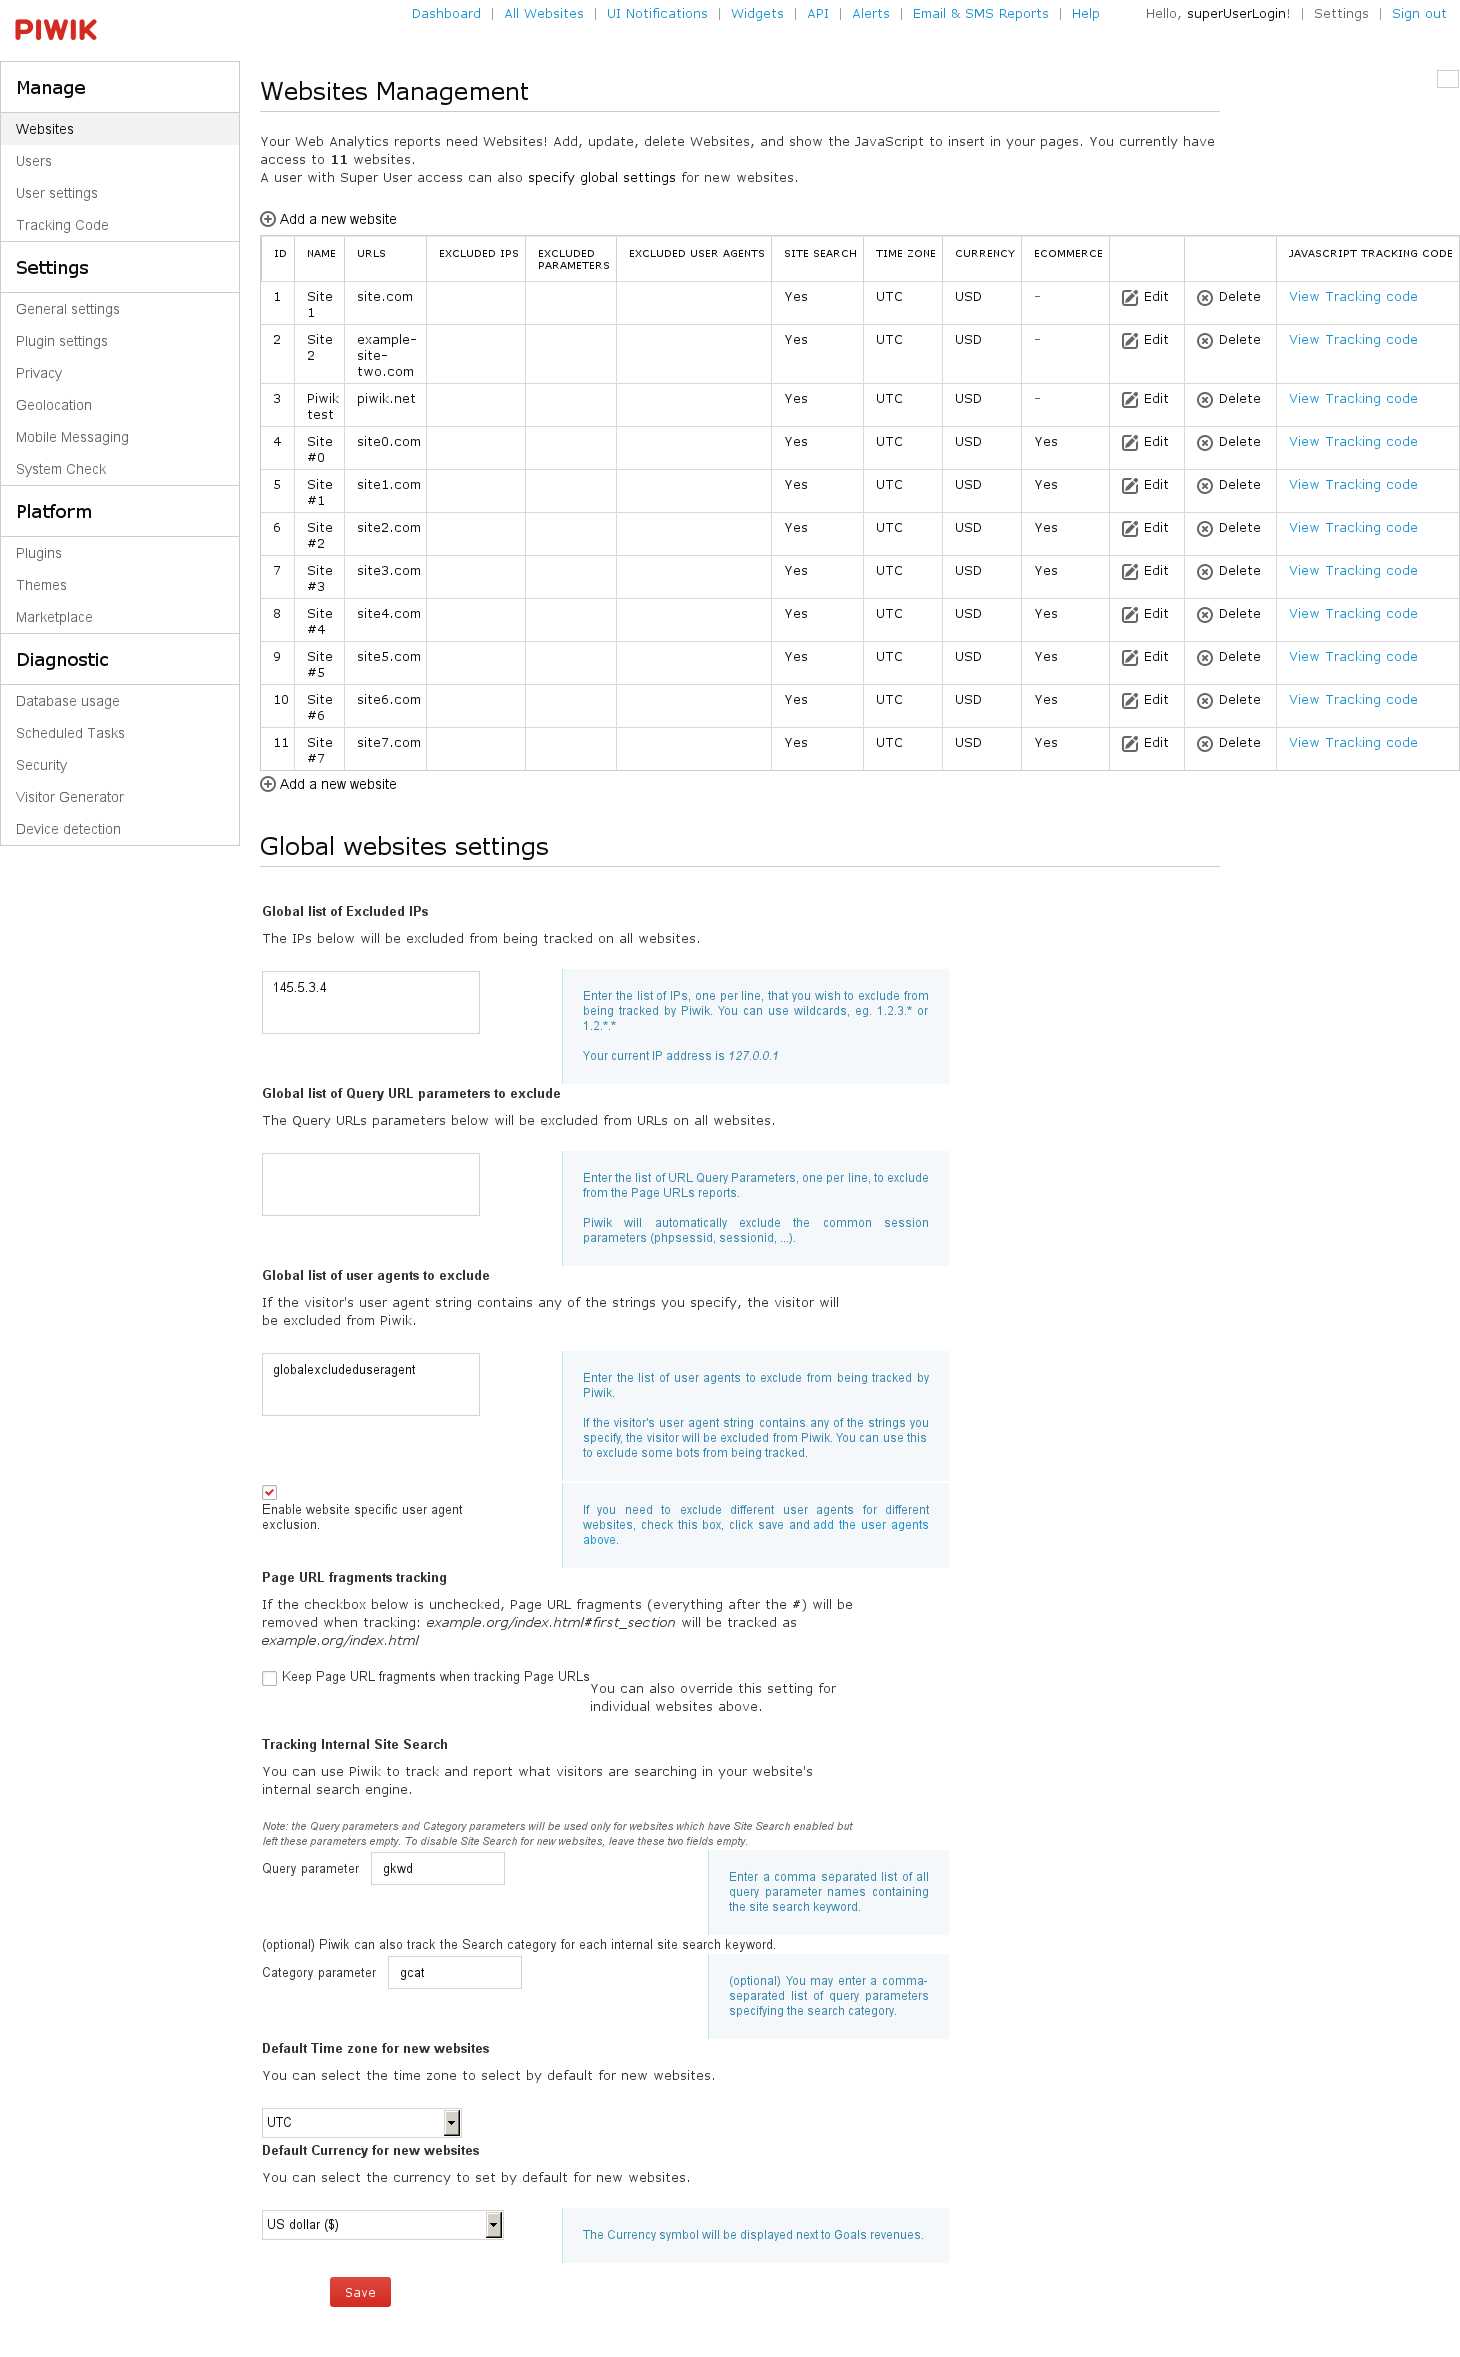 PIWIK
Dashboard | All Websites | UI Notifications | Widgets | API | Alerts | Email & SMS Reports | Help Hello, superUserLogin! | Settings | Sign out
Manage
Websites
Users
User settings
Tracking Code
Settings
General settings
Plugin settings
Privacy
Geolocation
Mobile Messaging
System Check
Platform
Plugins
Themes
Marketplace
Diagnostic
Database usage
Scheduled Tasks
Security
Visitor Generator
Device detection
Websites Management
Your Web Analytics reports need Websites! Add, update, delete Websites, and show the JavaScript to insert in your pages. You currently have
access to 11 websites.
A user with Super User access can also specify global settings for new websites.
Add a new website
ID NAME URLS EXCLUDED IPS EXCLUDED EXCLUDED USER AGENTS SITE SEARCH TIME ZONE CURRENCY ECOMMERCE JAVASCRIPT TRACKING CODE
PARAMETERS
1 Site site.com Yes UTC USD - Edit Delete View Tracking code
1
2 Site example- Yes UTC USD - Edit Delete View Tracking code
2 site-
two.com
3 Piwik piwik.net Yes UTC USD - Edit Delete View Tracking code
test
4 Site site0.com Yes UTC USD Yes Edit Delete View Tracking code
#0
5 Site site1.com Yes UTC USD Yes Edit Delete View Tracking code
#1
6 Site site2.com Yes UTC USD Yes Edit Delete View Tracking code
#2
7 Site site3.com Yes UTC USD Yes Edit Delete View Tracking code
#3
8 Site site4.com Yes UTC USD Yes Edit Delete View Tracking code
#4
9 Site site5.com Yes UTC USD Yes Edit Delete View Tracking code
#5
10 Site site6.com Yes UTC USD Yes Edit Delete View Tracking code
#6
11 Site site7.com Yes UTC USD Yes Edit Delete View Tracking code
#7
Add a new website
Global websites settings
Global list of Excluded IPs
The IPs below will be excluded from being tracked on all websites.
145.5.3.4
Enter the list of IPs, one per line, that you wish to exclude from
being tracked by Piwik. You can use wildcards, eg. 1.2.3.* or
1.2.*.*
Your current IP address is 127.0.0.1
Global list of Query URL parameters to exclude
The Query URLs parameters below will be excluded from URLs on all websites.
Enter the list of URL Query Parameters, one per line, to exclude
from the Page URLs reports.
Piwik will automatically exclude the common session
parameters (phpsessid, sessionid, ...).
Global list of user agents to exclude
If the visitor's user agent string contains any of the strings you specify, the visitor will
be excluded from Piwik.
globalexcludeduseragent
Enter the list of user agents to exclude from being tracked by
Piwik.
If the visitor's user agent string contains any of the strings you
specify, the visitor will be excluded from Piwik. You can use this
to exclude some bots from being tracked.
Enable website specific user agent
exclusion.
If you need to exclude different user agents for different
websites, check this box, click save and add the user agents
above.
Page URL fragments tracking
If the checkbox below is unchecked, Page URL fragments (everything after the #) will be
removed when tracking: example.org/index.html#first_section will be tracked as
example.org/index.html
Keep Page URL fragments when tracking Page URLs
You can also override this setting for
individual websites above.
Tracking Internal Site Search
You can use Piwik to track and report what visitors are searching in your website's
internal search engine.
Note: the Query parameters and Category parameters will be used only for websites which have Site Search enabled but
left these parameters empty. To disable Site Search for new websites, leave these two fields empty.
Query parameter gkwd
Enter a comma separated list of all
query parameter names containing
the site search keyword.
(optional) Piwik can also track the Search category for each internal site search keyword.
Category parameter gcat
(optional) You may enter a comma-
separated list of query parameters
specifying the search category.
Default Time zone for new websites
You can select the time zone to select by default for new websites.
UTC
Default Currency for new websites
You can select the currency to set by default for new websites.
US dollar ($)
The Currency symbol will be displayed next to Goals revenues.
Save